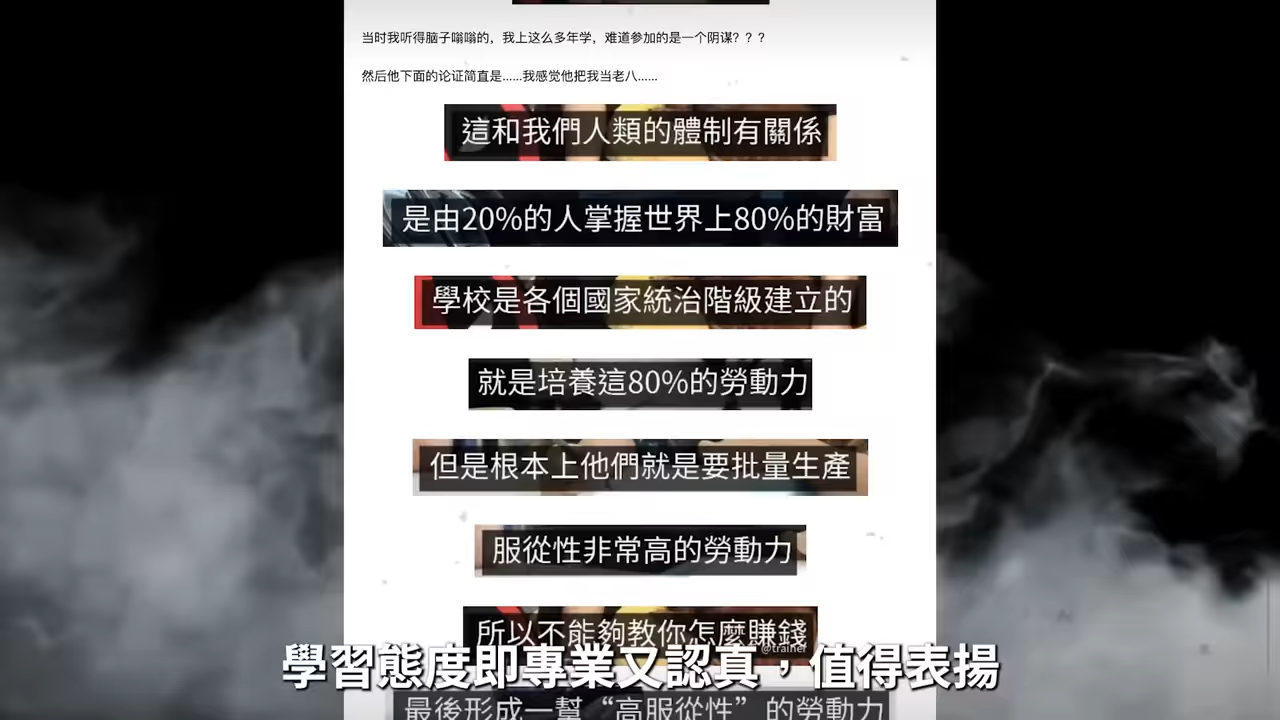 当时我听得脑子嗡嗡的，我上这么多年学，难道参加的是一个阴谋？？？
然后他下面的论证简直是......我感觉他把我当老八......
這和我們人類的體制有關係
是由20%的人掌握世界上80%的財富
學校是各個國家統治階級建立的
就是培養這80%的勞動力
但是根本上他們就是要批量生產
服從性非常高的勞動力
所以不能夠教你怎麼賺錢
@trainer
學習態度即專業又認真，值得表揚
最後形成一幫“高服從性”的勞動力